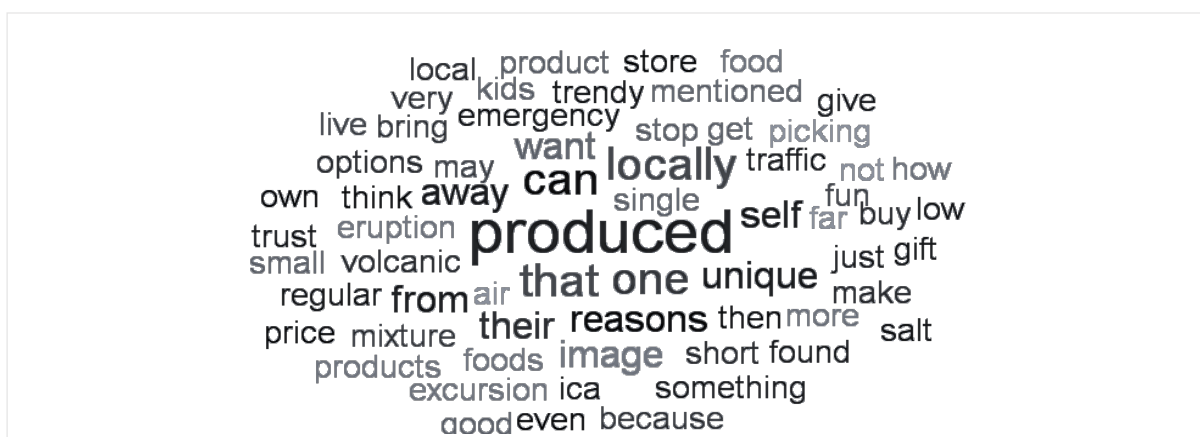 local product store food
very kids trendy mentioned give
live bring emergency stop get picking
options may want locally traffic not how
own think away can single fun
trust eruption produced self far buy low
small volcanic that one unique just gift
regular from air make
price mixture their reasons then more salt
products foods image short found
excursion ica something
good even because